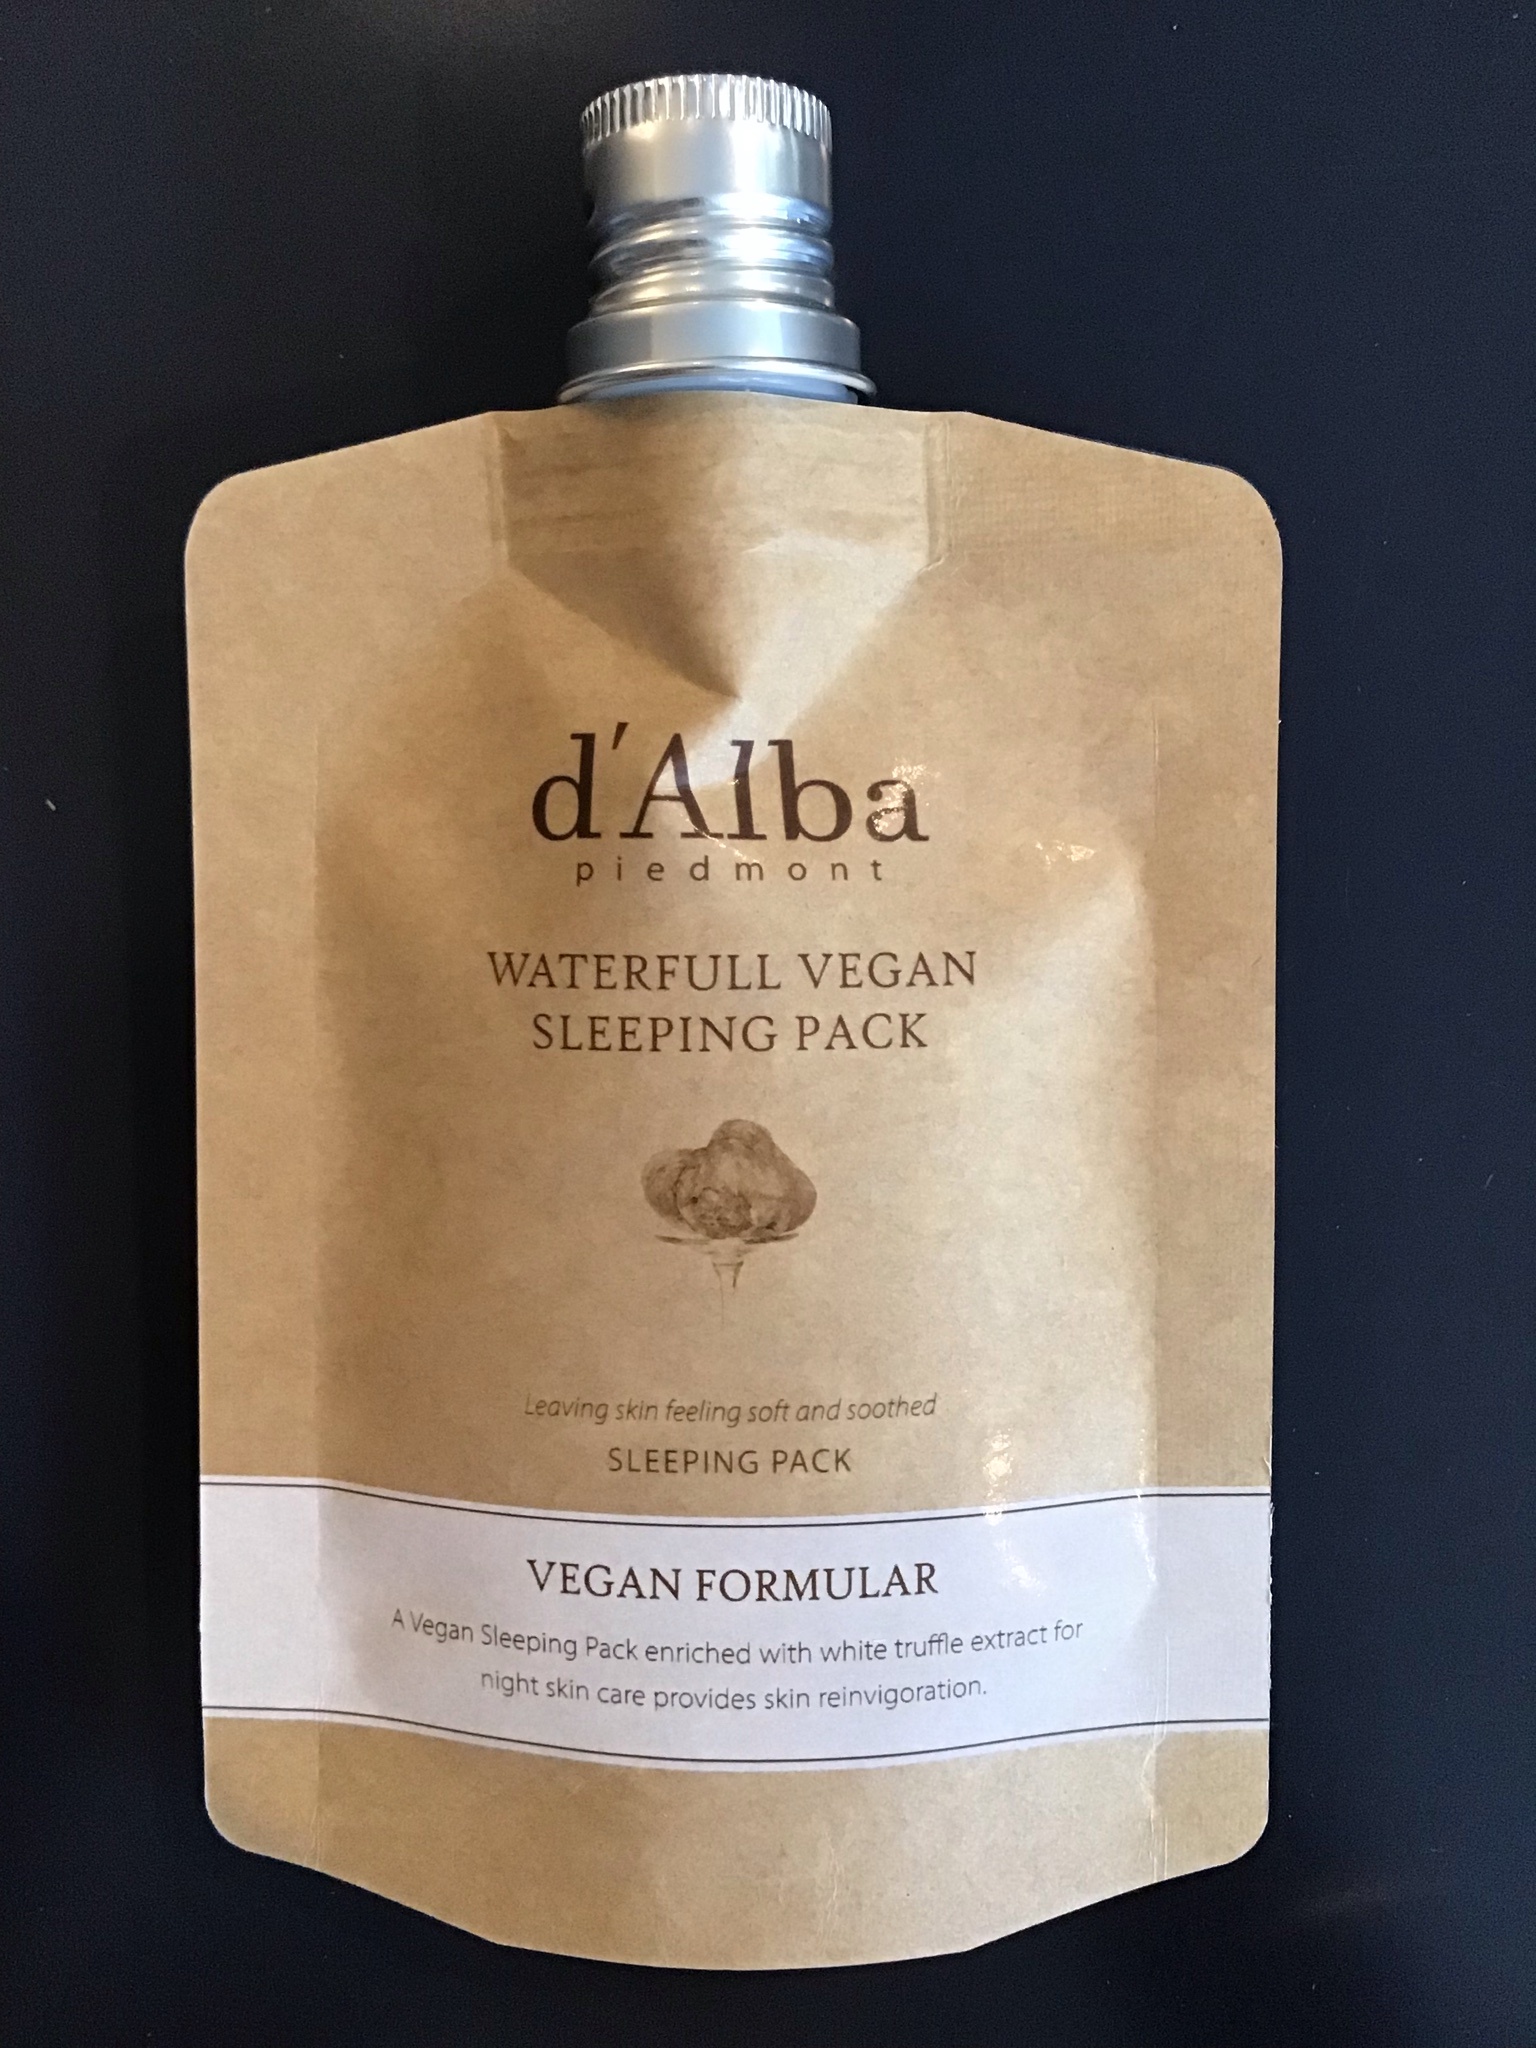 d'Alba
piedmont
WATERFULL VEGAN
SLEEPING PACK
Leaving skin feeling soft and soothed
SLEEPING PACK
VEGAN FORMULAR
A Vegan Sleeping Pack enriched with white truffle extract for
night skin care provides skin reinvigoration.